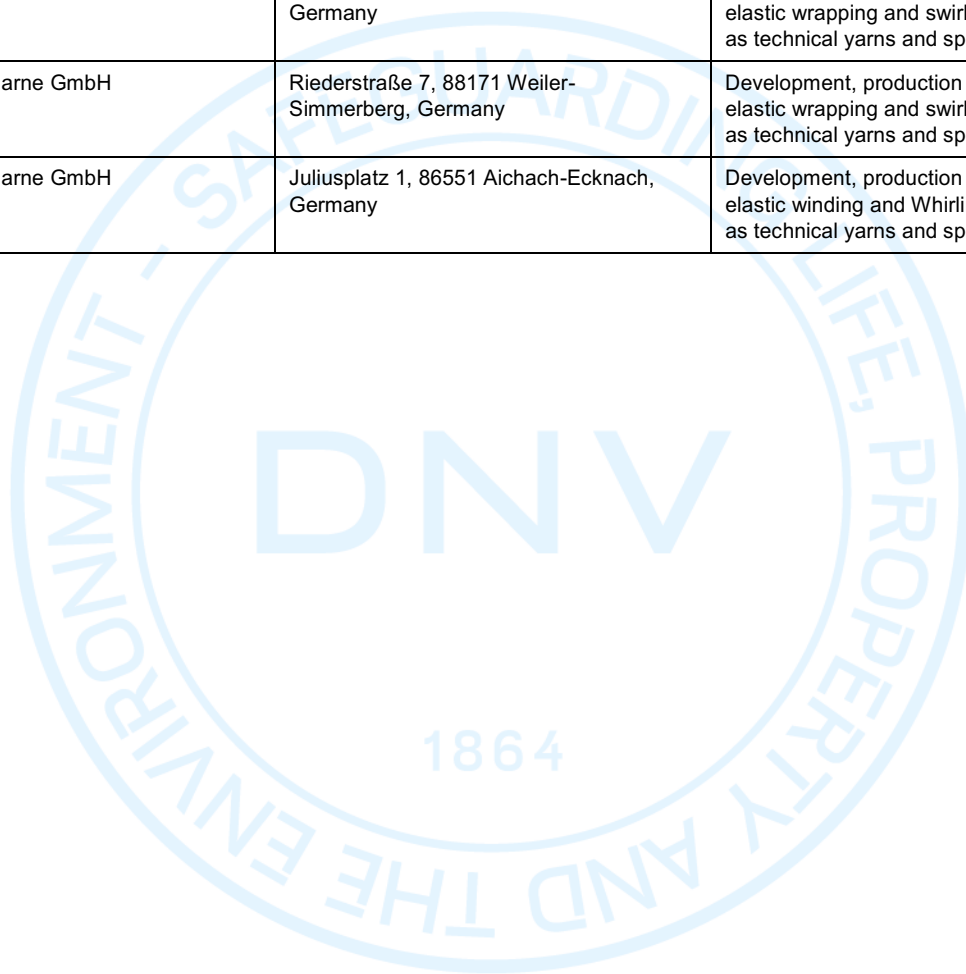 Germany
elastic wrapping and swirl
as technical yarns and sp
arne GmbH
Riederstraße 7, 88171 Weiler-
Simmerberg, Germany
Development, production
elastic wrapping and swirl
as technical yarns and sp
arne GmbH
Juliusplatz 1, 86551 Aichach-Ecknach,
Germany
Development, production
elastic winding and Whirli
as technical yarns and sp
SAFEGUARDING LIFE, PROPERTY AND THE ENVIRONMENT -
DNV
1864